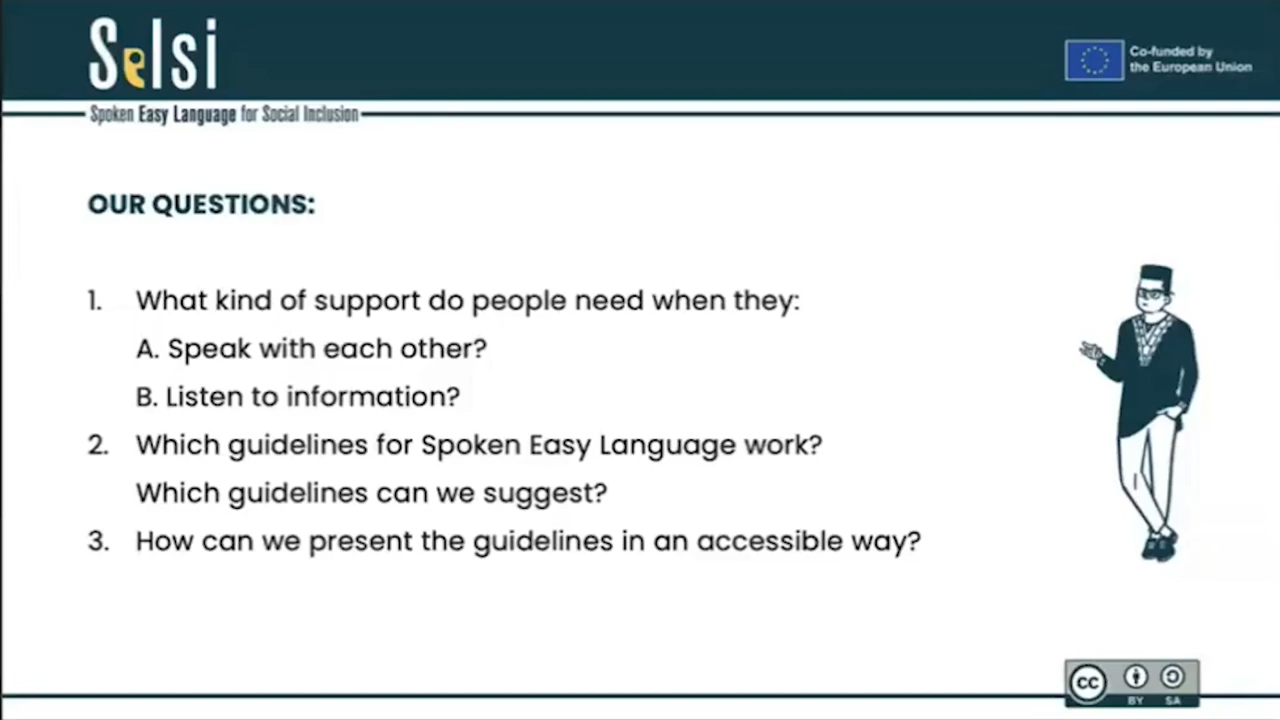 Selsi
Co-funded by
the European Union
Spoken Easy Language for Social Inclusion
OUR QUESTIONS:
1. What kind of support do people need when they:
A. Speak with each other?
B. Listen to information?
2. Which guidelines for Spoken Easy Language work?
Which guidelines can we suggest?
3. How can we present the guidelines in an accessible way?
CC
BY SA